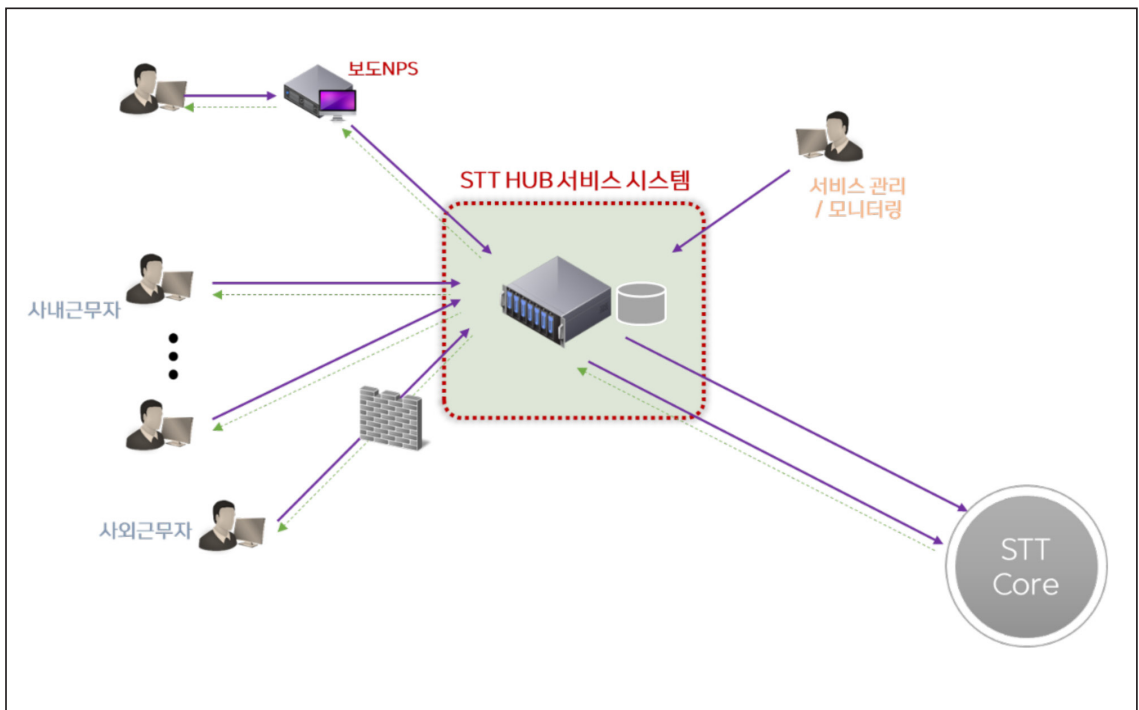 보도NPS
STT HUB 서비스 시스템
서비스 관리
/ 모니터링
사내근무자
사외근무자
STT
Core